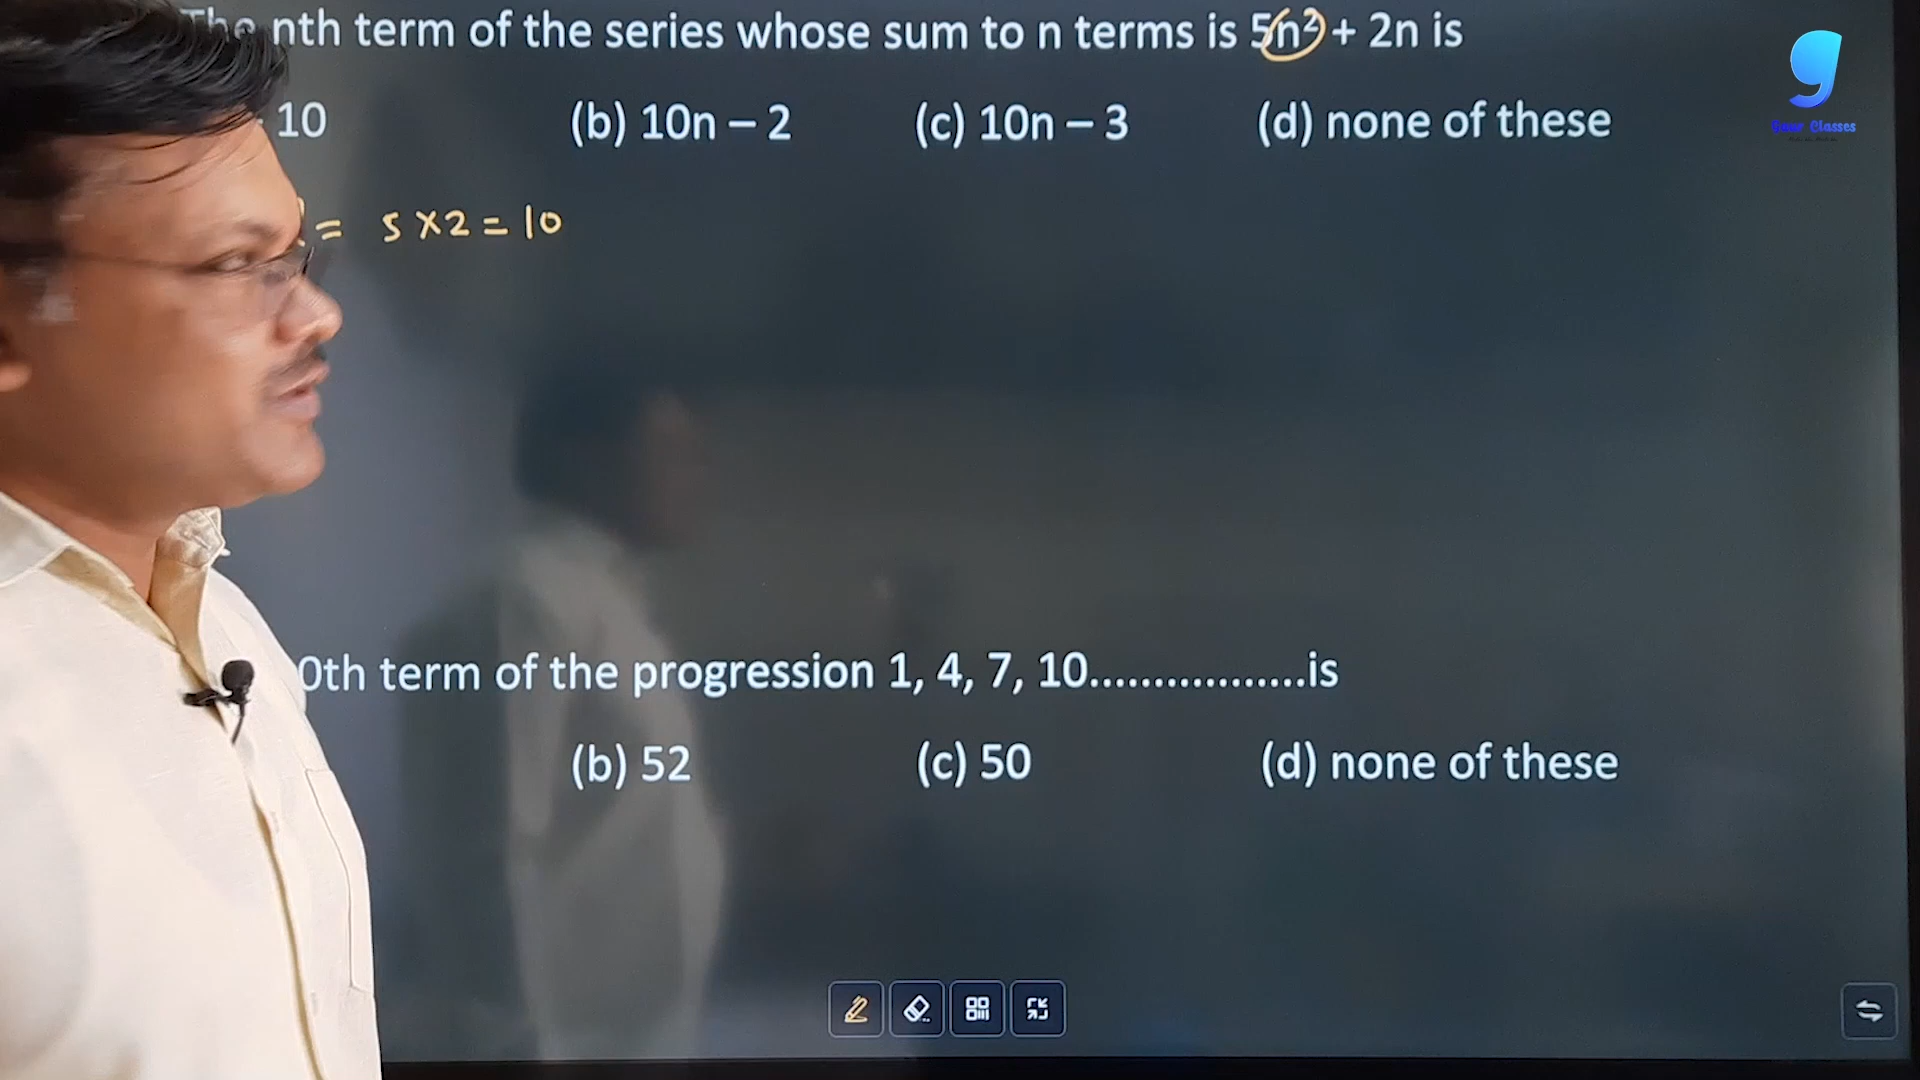 The nth term of the series whose sum to n terms is 5n² + 2n is
10 (b) 10n – 2 (c) 10n – 3 (d) none of these
= 5 × 2 = 10
0th term of the progression 1, 4, 7, 10.................is
(b) 52 (c) 50 (d) none of these
g
Gour Classes